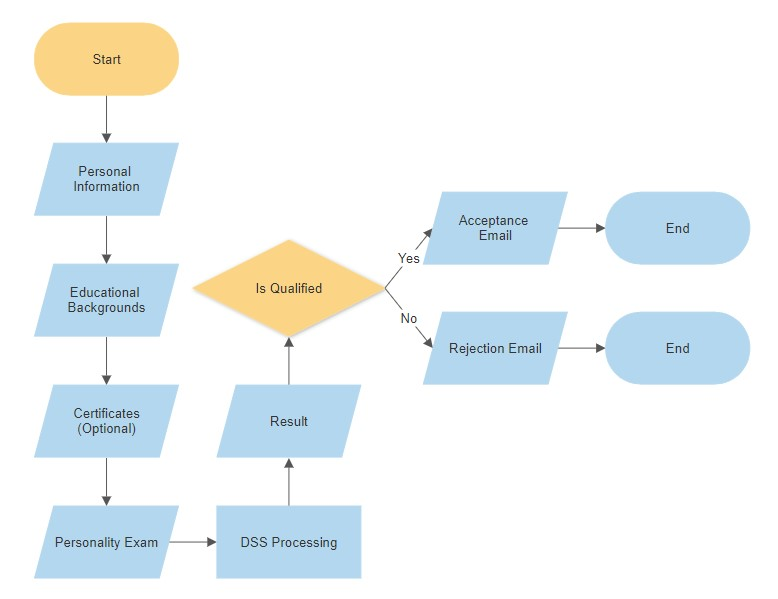 Start
Personal
Information
Educational
Backgrounds
Certificates
(Optional)
Personality Exam
DSS Processing
Result
Is Qualified
Yes
Acceptance
Email
End
No
Rejection Email
End